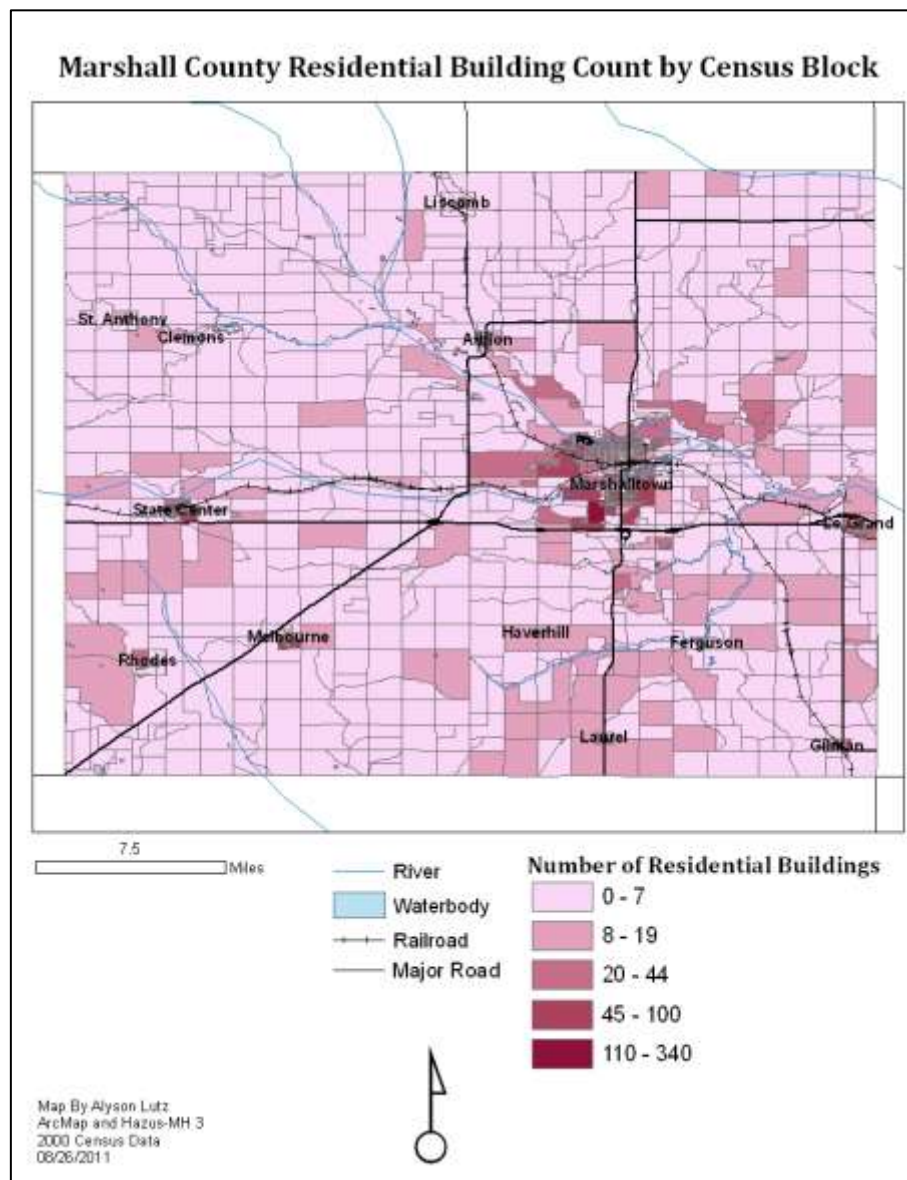 Marshall County Residential Building Count by Census Block
Liscomb
St. Anthony
Clemons
Albion
Marshalltown
State Center
Le Grand
Melbourne
Haverhill
Ferguson
Rhodes
Laurel
Gilman
7.5
Miles
River
Waterbody
Railroad
Major Road
Number of Residential Buildings
0 - 7
8 - 19
20 - 44
45 - 100
110 - 340
Map By Alyson Lutz
ArcMap and Hazus-MH 3
2000 Census Data
08/26/2011